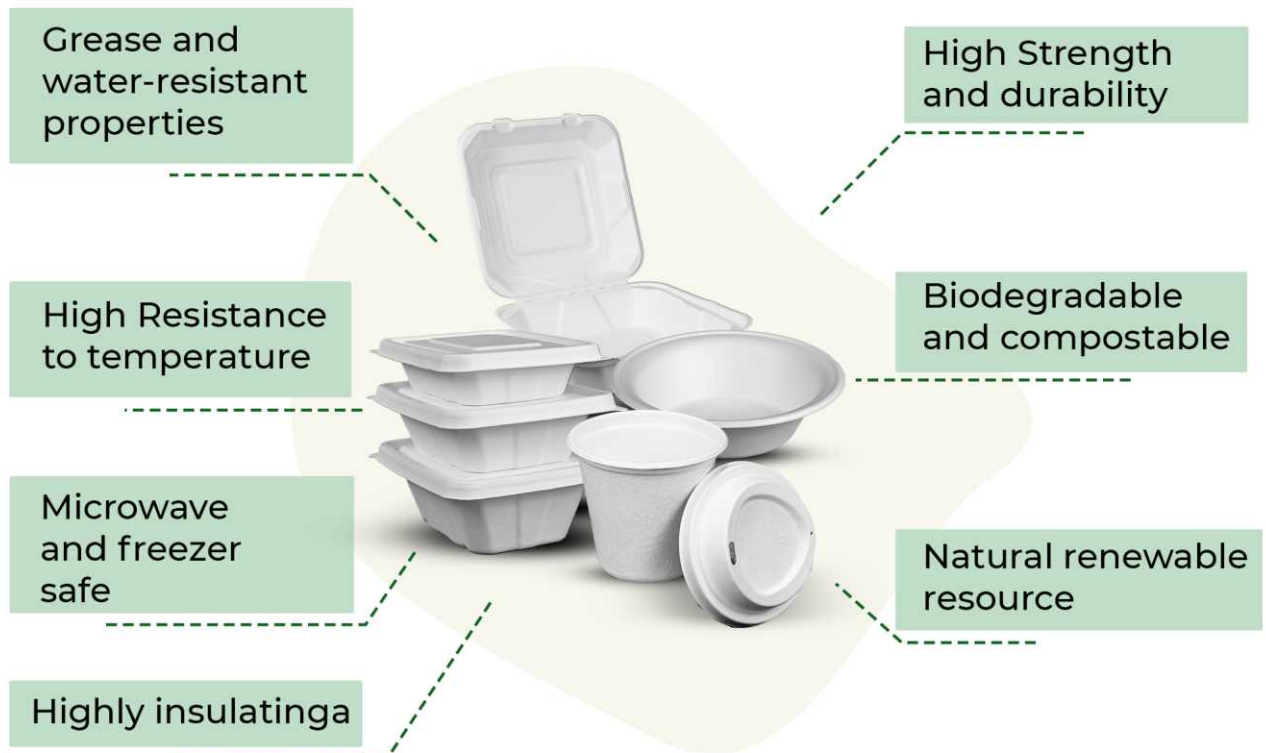 Grease and
water-resistant
properties
High Resistance
to temperature
Microwave
and freezer
safe
Highly insulatinga
High Strength
and durability
Biodegradable
and compostable
Natural renewable
resource